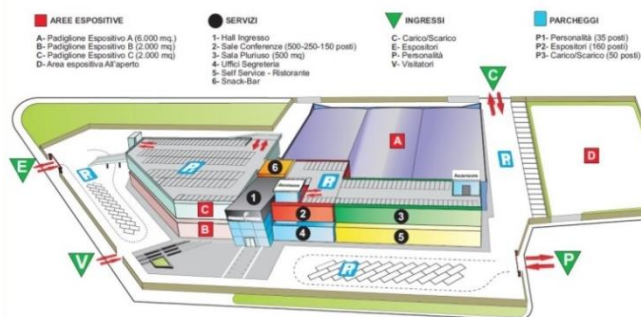 AREE ESPOSITIVE
A- Padiglione Espositivo A (6.000 mq.)
B- Padiglione Espositivo B (2.000 mq)
C- Padiglione Espositivo C (2.000 mq)
D- Area espositiva All'aperto
SERVIZI
1- Hall Ingresso
2- Sale Conferenze (500-250-150 posti)
3- Sala Pluriuso (500 mq)
4- Uffici Segreteria
5- Self Service - Ristorante
6- Snack-Bar
INGRESSI
C- Carico/Scarico
E- Espositori
P- Personalità
V- Visitatori
PARCHEGGI
P1- Personalità (35 posti)
P2- Espositori (160 posti)
P3- Carico/Scarico (50 posti)
C
A
D
P
E
P
P
6
P
Ascensore
Ascensore
1
C
2
3
B
4
5
V
P
P